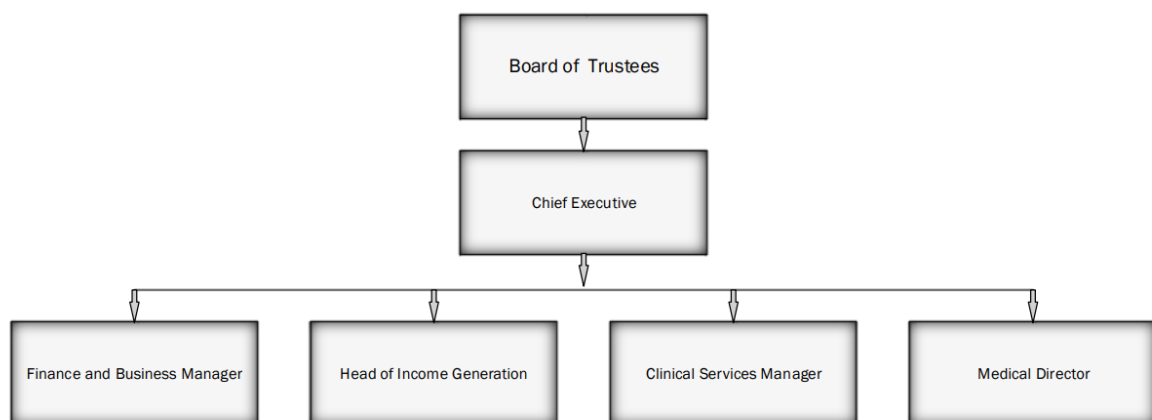 Board of Trustees
Chief Executive
Finance and Business Manager
Head of Income Generation
Clinical Services Manager
Medical Director